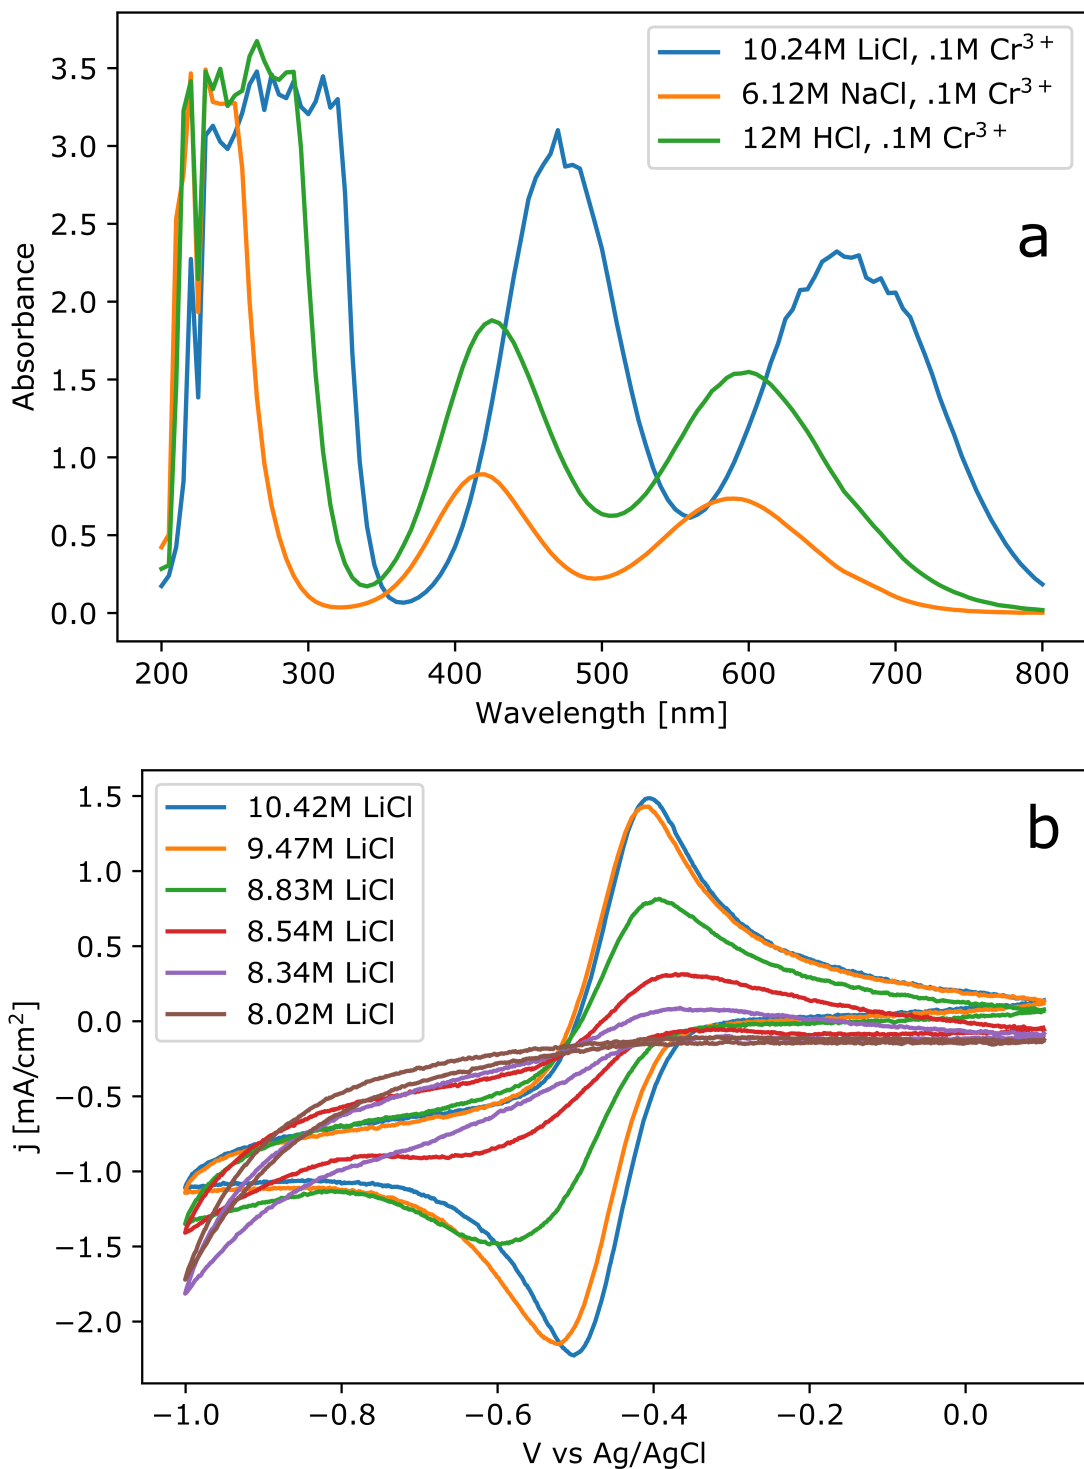 10.24M LiCl, .1M Cr³⁺
6.12M NaCl, .1M Cr³⁺
12M HCl, .1M Cr³⁺
a
Absorbance
3.5
3.0
2.5
2.0
1.5
1.0
0.5
0.0
200 300 400 500 600 700 800
Wavelength [nm]
10.42M LiCl
9.47M LiCl
8.83M LiCl
8.54M LiCl
8.34M LiCl
8.02M LiCl
b
j [mA/cm²]
1.5
1.0
0.5
0.0
−0.5
−1.0
−1.5
−2.0
−1.0 −0.8 −0.6 −0.4 −0.2 0.0
V vs Ag/AgCl